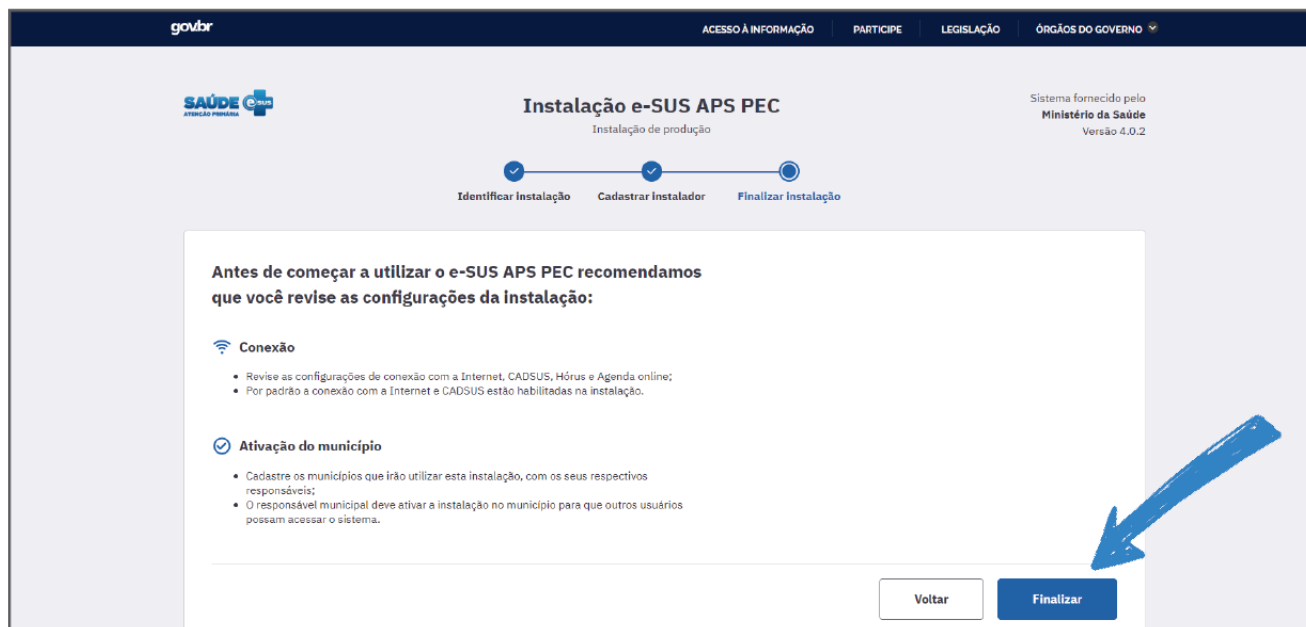 gov.br
ACESSO À INFORMAÇÃO
PARTICIPE
LEGISLAÇÃO
ÓRGÃOS DO GOVERNO
SAÚDE e-SUS
ATENÇÃO PRIMÁRIA
Instalação e-SUS APS PEC
Instalação de produção
Sistema fornecido pelo
Ministério da Saúde
Versão 4.0.2
Identificar instalação
Cadastrar instalador
Finalizar instalação
Antes de começar a utilizar o e-SUS APS PEC recomendamos
que você revise as configurações da instalação:
Conexão
• Revise as configurações de conexão com a Internet, CADSUS, Hórus e Agenda online;
• Por padrão a conexão com a Internet e CADSUS estão habilitadas na instalação.
Ativação do município
• Cadastre os municípios que irão utilizar esta instalação, com os seus respectivos
responsáveis;
• O responsável municipal deve ativar a instalação no município para que outros usuários
possam acessar o sistema.
Voltar
Finalizar